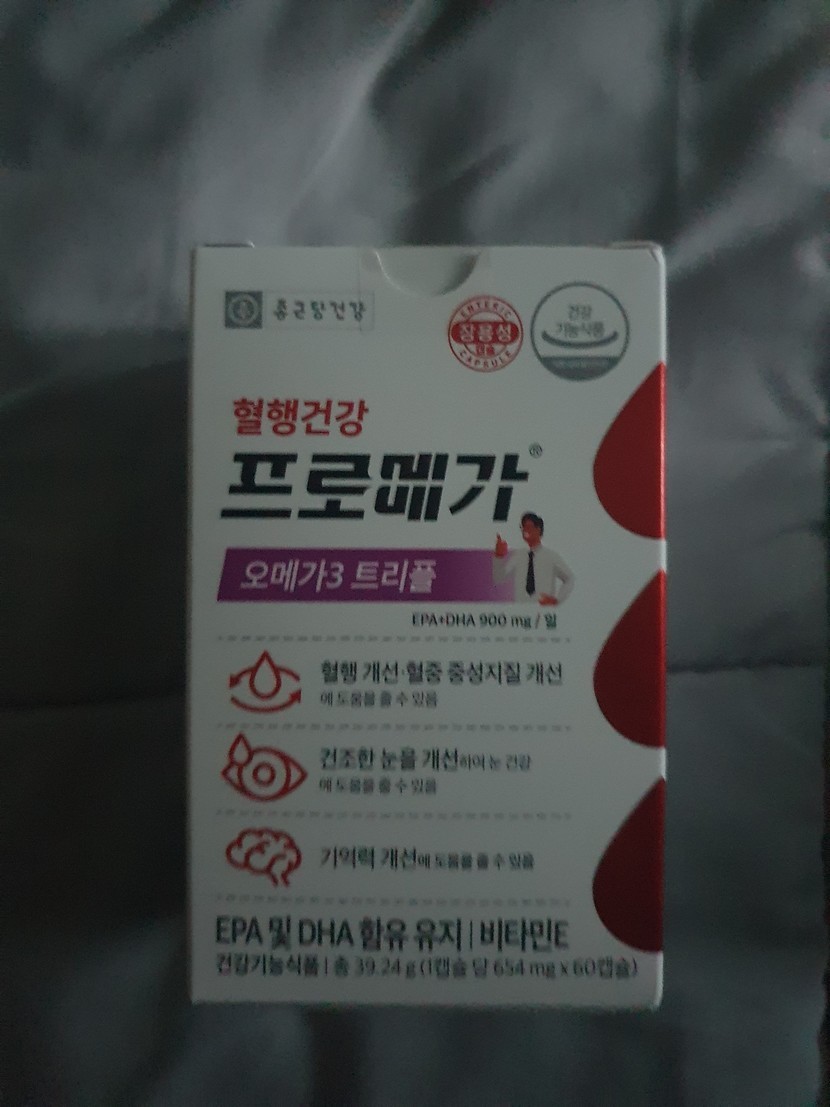 종근당건강
ENTERIC
장용성
캡슐
CAPSULE
건강
기능식품
혈행건강
프로메가®
오메가3 트리플
EPA+DHA 900 mg / 일
혈행 개선·혈중 중성지질 개선
에 도움을 줄 수 있음
건조한 눈을 개선하여 눈 건강
에 도움을 줄 수 있음
기억력 개선에 도움을 줄 수 있음
EPA 및 DHA 함유 유지 | 비타민E
건강기능식품 | 총 39.24 g (1캡슐 당 654 mg x 60캡슐)